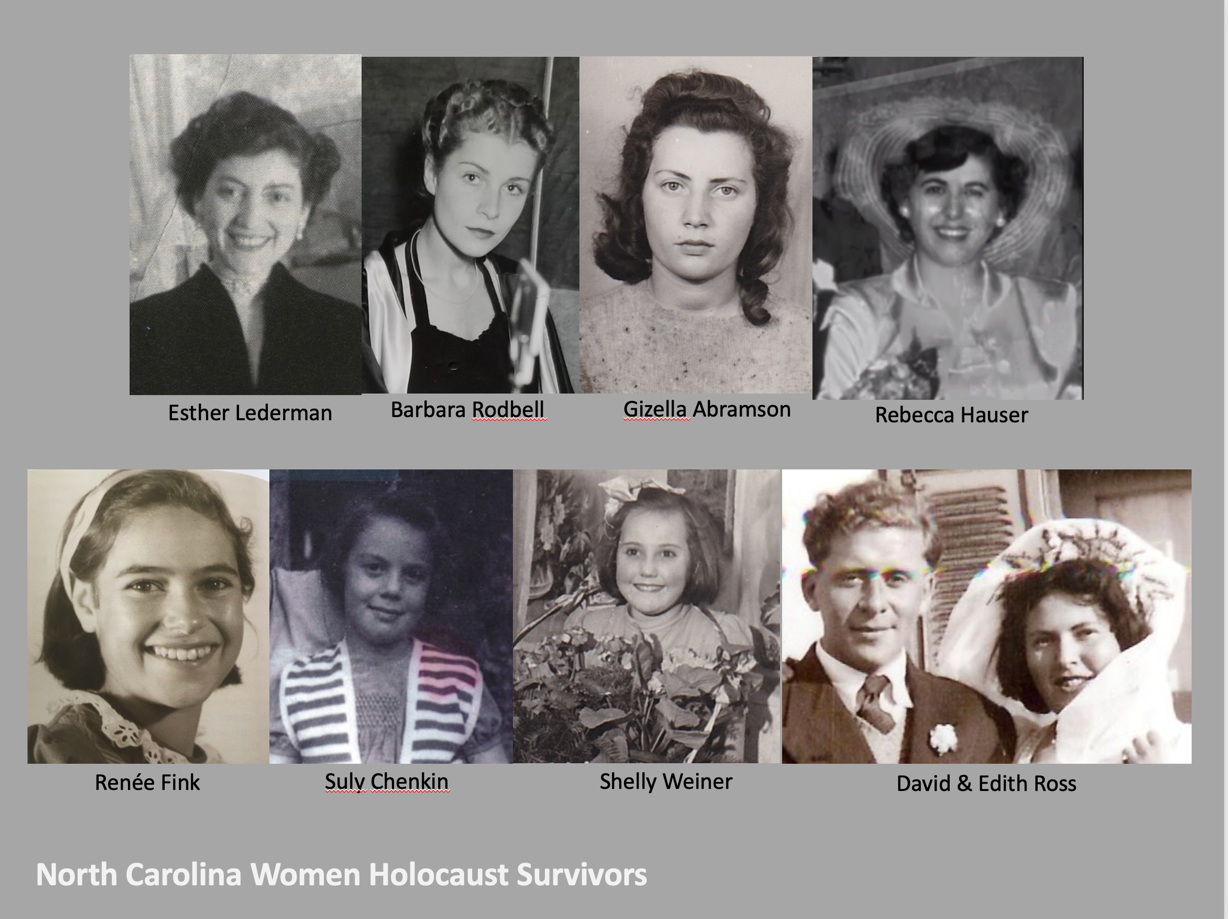 Esther Lederman
Barbara Rodbell
Gizella Abramson
Rebecca Hauser
Renée Fink
Suly Chenkin
Shelly Weiner
David & Edith Ross
North Carolina Women Holocaust Survivors